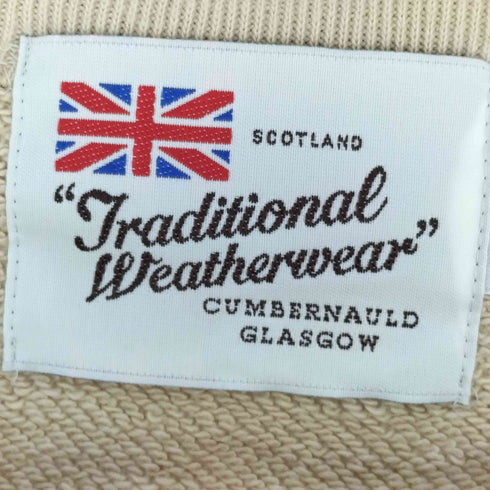 SCOTLAND
"Traditional
Weatherwear"
CUMBERNAULD
GLASGOW